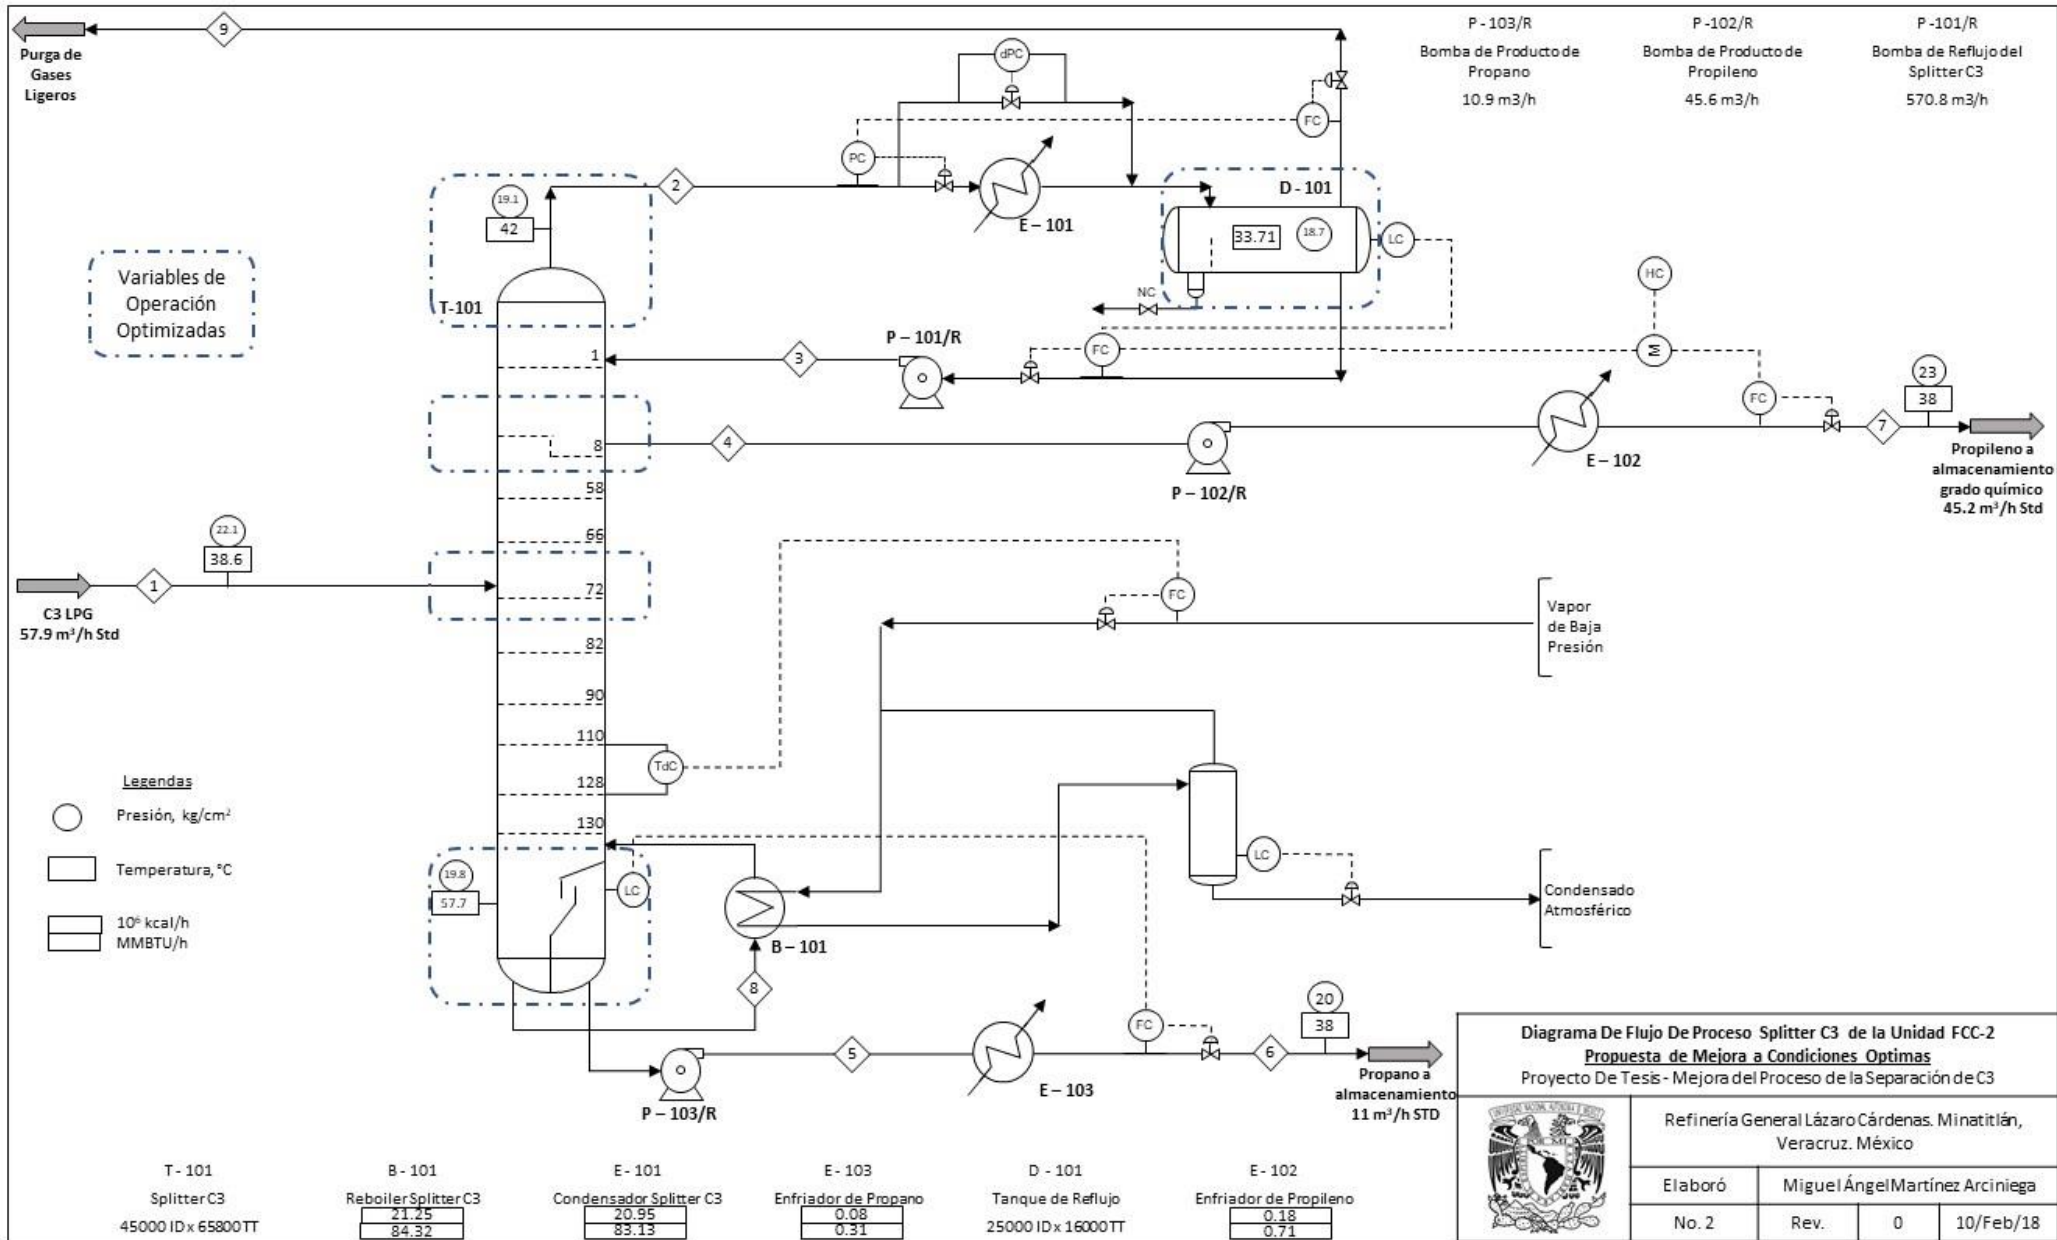 9
Purga de
Gases
Ligeros
dPC
P - 103/R
Bomba de Producto de
Propano
10.9 m3/h
P -102/R
Bomba de Producto de
Propileno
45.6 m3/h
P -101/R
Bomba de Reflujo del
Splitter C3
570.8 m3/h
FC
PC
2
E – 101
D - 101
33.71
18.7
LC
NC
19.1
42
Variables de
Operación
Optimizadas
T-101
HC
M
1
3
P – 101/R
FC
8
4
P – 102/R
E – 102
FC
7
23
38
Propileno a
almacenamiento
grado químico
45.2 m³/h Std
58
66
72
82
90
110
128
130
22.1
38.6
1
C3 LPG
57.9 m³/h Std
FC
Vapor
de Baja
Presión
TdC
LC
Condensado
Atmosférico
Legendas
Presión, kg/cm²
Temperatura, °C
10⁶ kcal/h
MMBTU/h
19.8
57.7
LC
B – 101
8
P – 103/R
5
E – 103
FC
6
20
38
Propano a
almacenamiento
11 m³/h STD
T - 101
Splitter C3
45000 ID x 65800 TT
B - 101
Reboiler Splitter C3
21.25
84.32
E - 101
Condensador Splitter C3
20.95
83.13
E - 103
Enfriador de Propano
0.08
0.31
D - 101
Tanque de Reflujo
25000 ID x 16000 TT
E - 102
Enfriador de Propileno
0.18
0.71
Diagrama De Flujo De Proceso Splitter C3 de la Unidad FCC-2
Propuesta de Mejora a Condiciones Optimas
Proyecto De Tesis - Mejora del Proceso de la Separación de C3
Refinería General Lázaro Cárdenas. Minatitlán,
Veracruz. México
Elaboró
Miguel Ángel Martínez Arciniega
No. 2
Rev.
0
10/Feb/18